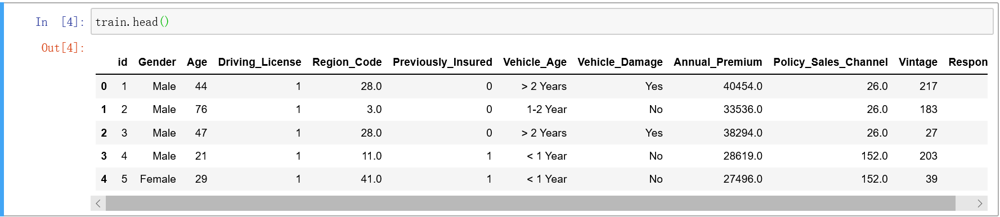 In [4]: train.head()
Out[4]:
id Gender Age Driving_License Region_Code Previously_Insured Vehicle_Age Vehicle_Damage Annual_Premium Policy_Sales_Channel Vintage Respon
0 1 Male 44 1 28.0 0 > 2 Years Yes 40454.0 26.0 217
1 2 Male 76 1 3.0 0 1-2 Year No 33536.0 26.0 183
2 3 Male 47 1 28.0 0 > 2 Years Yes 38294.0 26.0 27
3 4 Male 21 1 11.0 1 < 1 Year No 28619.0 152.0 203
4 5 Female 29 1 41.0 1 < 1 Year No 27496.0 152.0 39